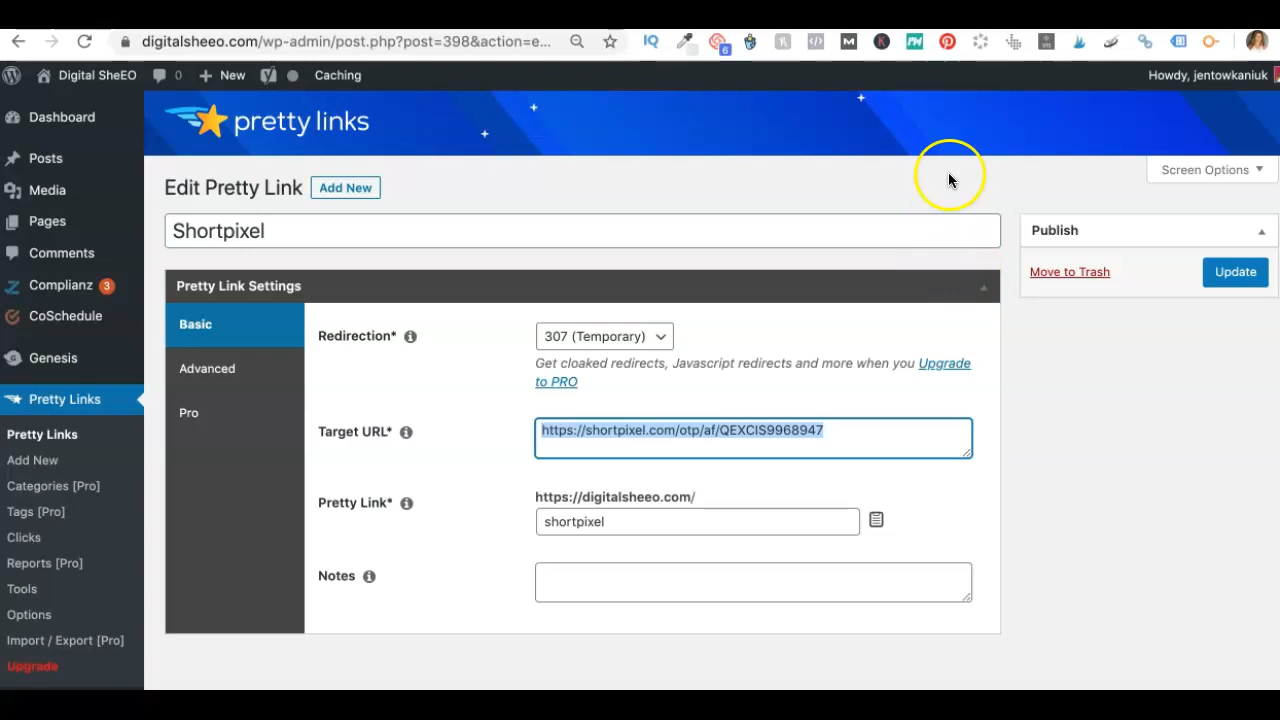 digitalsheeo.com/wp-admin/post.php?post=398&action=e...
6
Digital SheEO 0 New Caching Howdy, jentowkaniuk
pretty links
Dashboard
Posts
Media
Pages
Comments
Complianz 3
CoSchedule
Genesis
Pretty Links
Pretty Links
Add New
Categories [Pro]
Tags [Pro]
Clicks
Reports [Pro]
Tools
Options
Import / Export [Pro]
Upgrade
Screen Options
Edit Pretty Link Add New
Shortpixel
Publish
Move to Trash Update
Pretty Link Settings
Basic
Advanced
Pro
Redirection* 307 (Temporary)
Get cloaked redirects, Javascript redirects and more when you Upgrade
to PRO
Target URL* https://shortpixel.com/otp/af/QEXCIS9968947
Pretty Link* https://digitalsheeo.com/
shortpixel
Notes